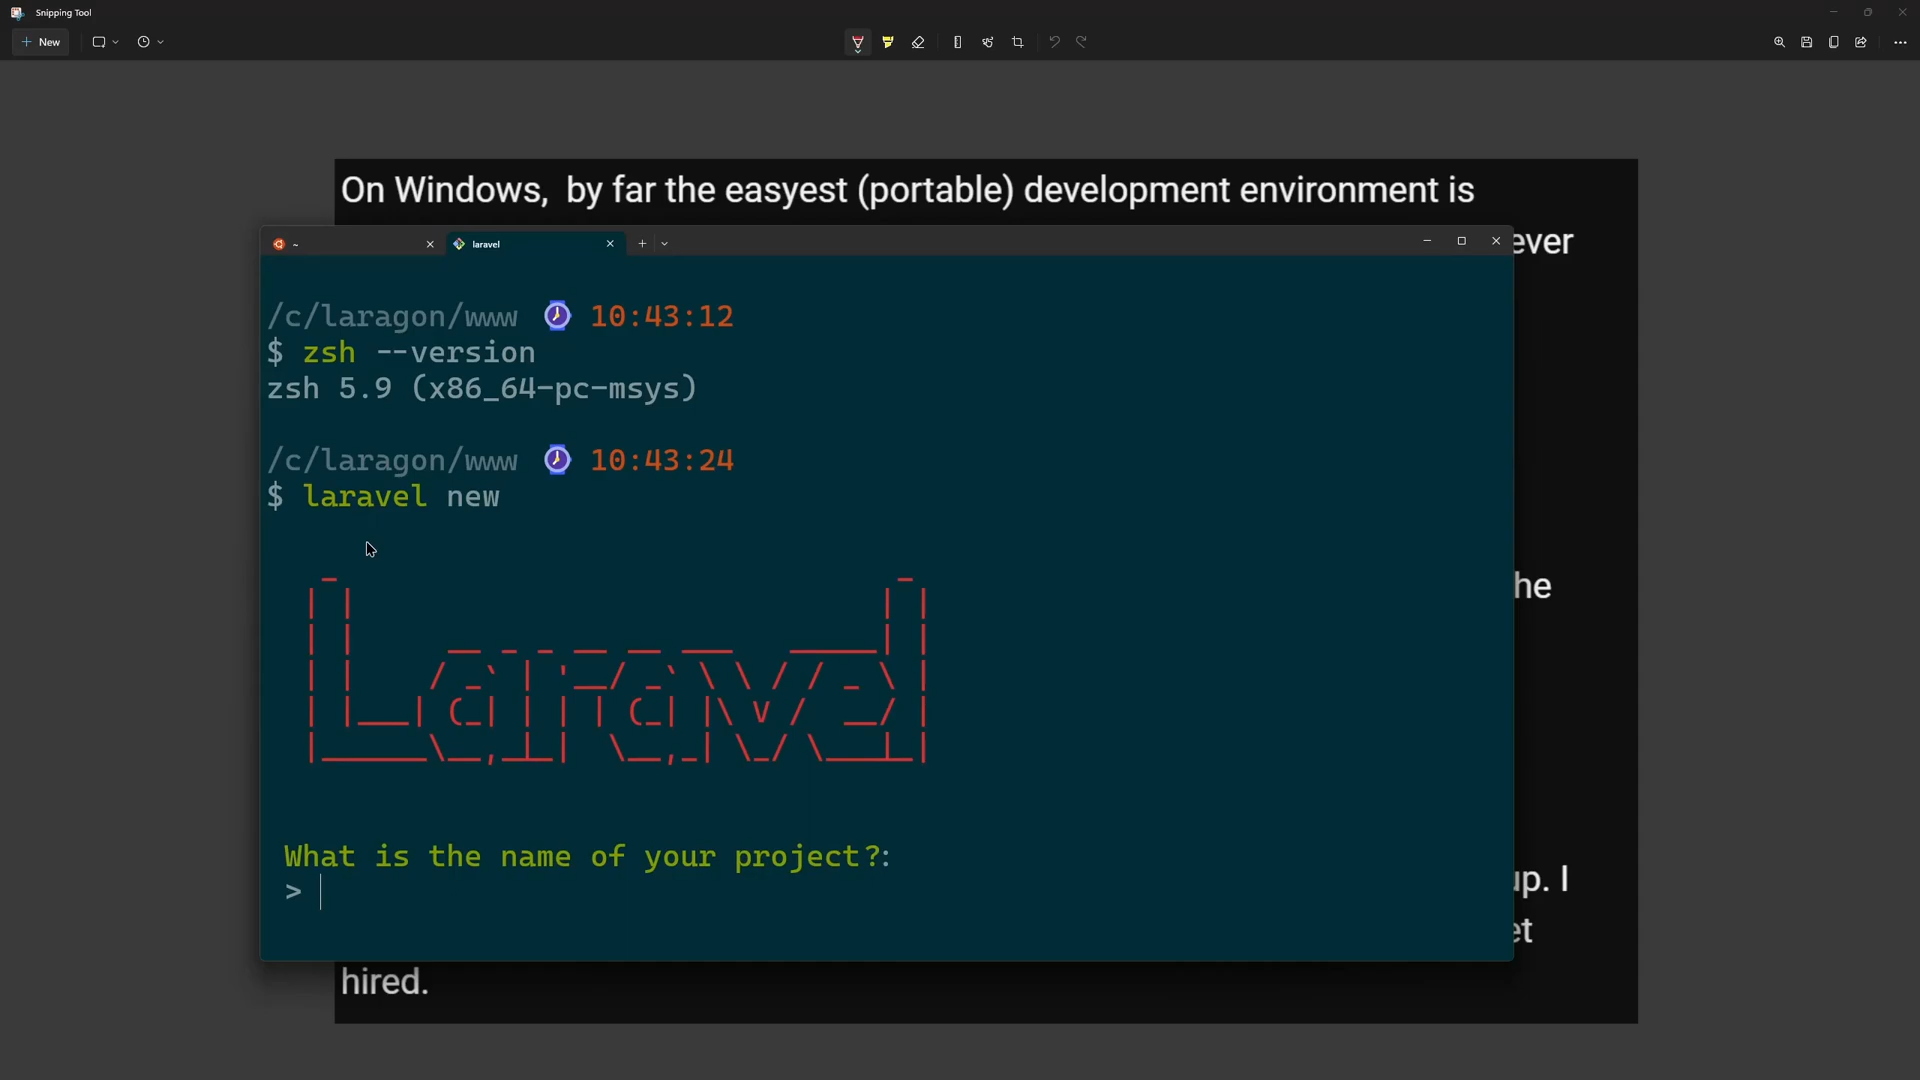 Snipping Tool
New
On Windows, by far the easyest (portable) development environment is
ever
~
laravel
/c/laragon/www 10:43:12
$ zsh --version
zsh 5.9 (x86_64-pc-msys)
/c/laragon/www 10:43:24
$ laravel new
he
Laravel
What is the name of your project?:
>
up. I
et
hired.